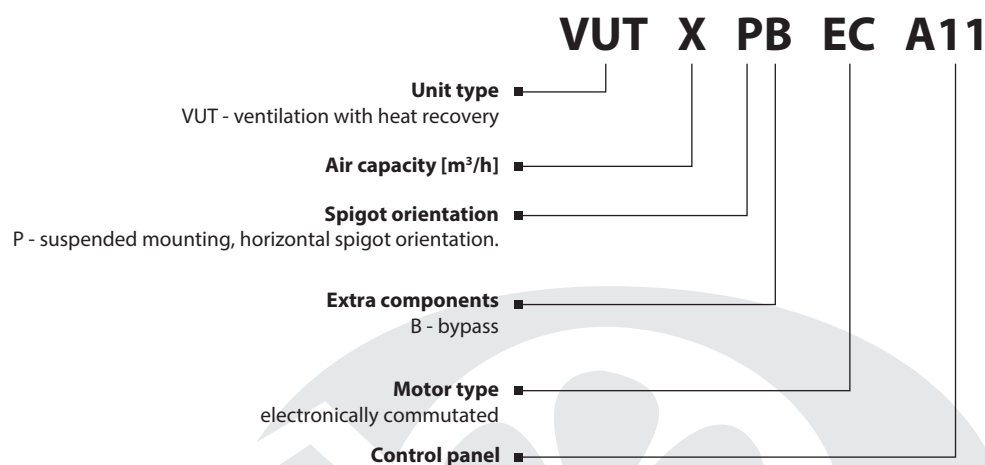 VUT X PB EC A11
Unit type
VUT - ventilation with heat recovery
Air capacity [m³/h]
Spigot orientation
P - suspended mounting, horizontal spigot orientation.
Extra components
B - bypass
Motor type
electronically commutated
Control panel